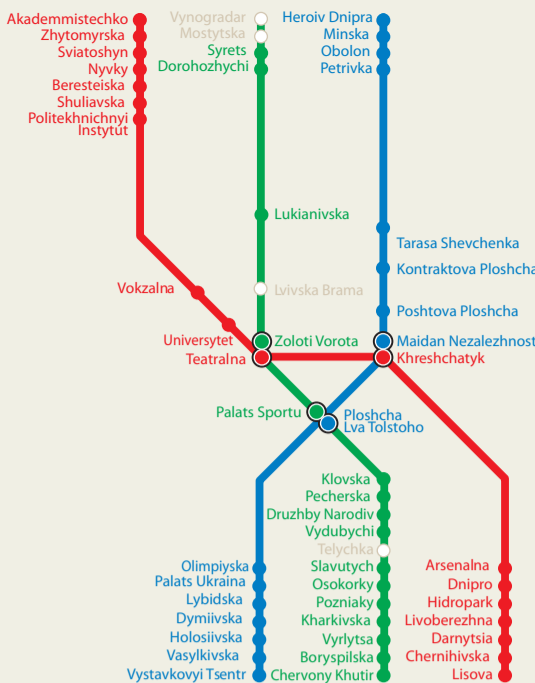 Akademmistechko
Zhytomyrska
Sviatoshyn
Nyvky
Beresteiska
Shuliavska
Politekhnichnyi
Instytut
Vokzalna
Universytet
Teatralna
Khreshchatyk
Arsenalna
Dnipro
Hidropark
Livoberezhna
Darnytsia
Chernihivska
Lisova
Vynogradar
Mostytska
Syrets
Dorohozhychi
Lukianivska
Lvivska Brama
Zoloti Vorota
Palats Sportu
Klovska
Pecherska
Druzhby Narodiv
Vydubychi
Telychka
Slavutych
Osokorky
Pozniaky
Kharkivska
Vyrlytsa
Boryspilska
Chervony Khutir
Heroiv Dnipra
Minska
Obolon
Petrivka
Tarasa Shevchenka
Kontraktova Ploshcha
Poshtova Ploshcha
Maidan Nezalezhnost
Ploshcha
Lva Tolstoho
Olimpiyska
Palats Ukraina
Lybidska
Dymiivska
Holosiivska
Vasylkivska
Vystavkovyi Tsentr